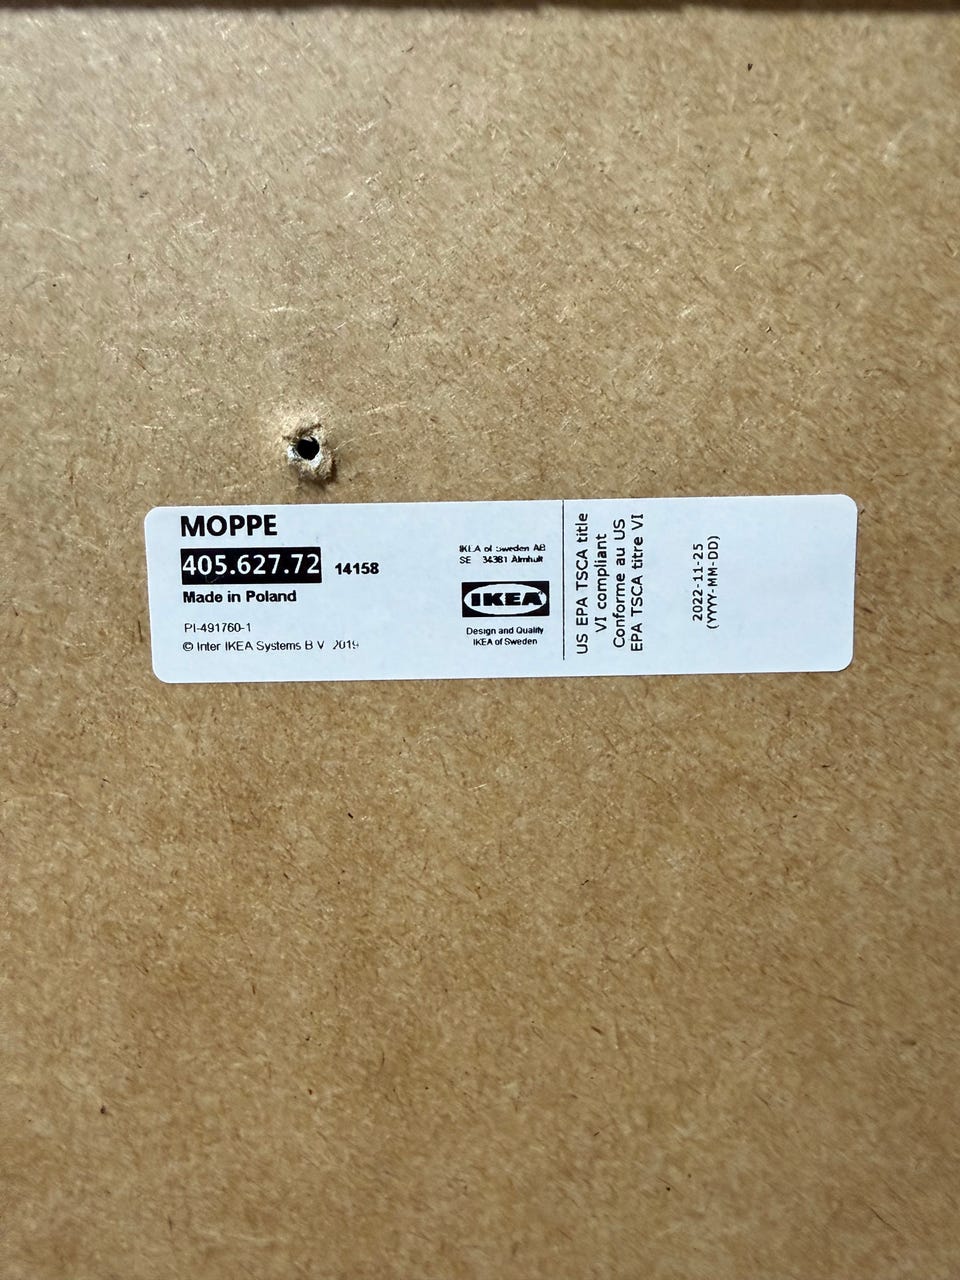 MOPPE
405.627.72 14158
Made in Poland
PI-491760-1
© Inter IKEA Systems B V 2019
IKEA of Sweden AB
SE 34381 Älmhult
IKEA
Design and Quality
IKEA of Sweden
US EPA TSCA title
VI compliant
Conforme au US
EPA TSCA titre VI
2022-11-25
(YYYY-MM-DD)